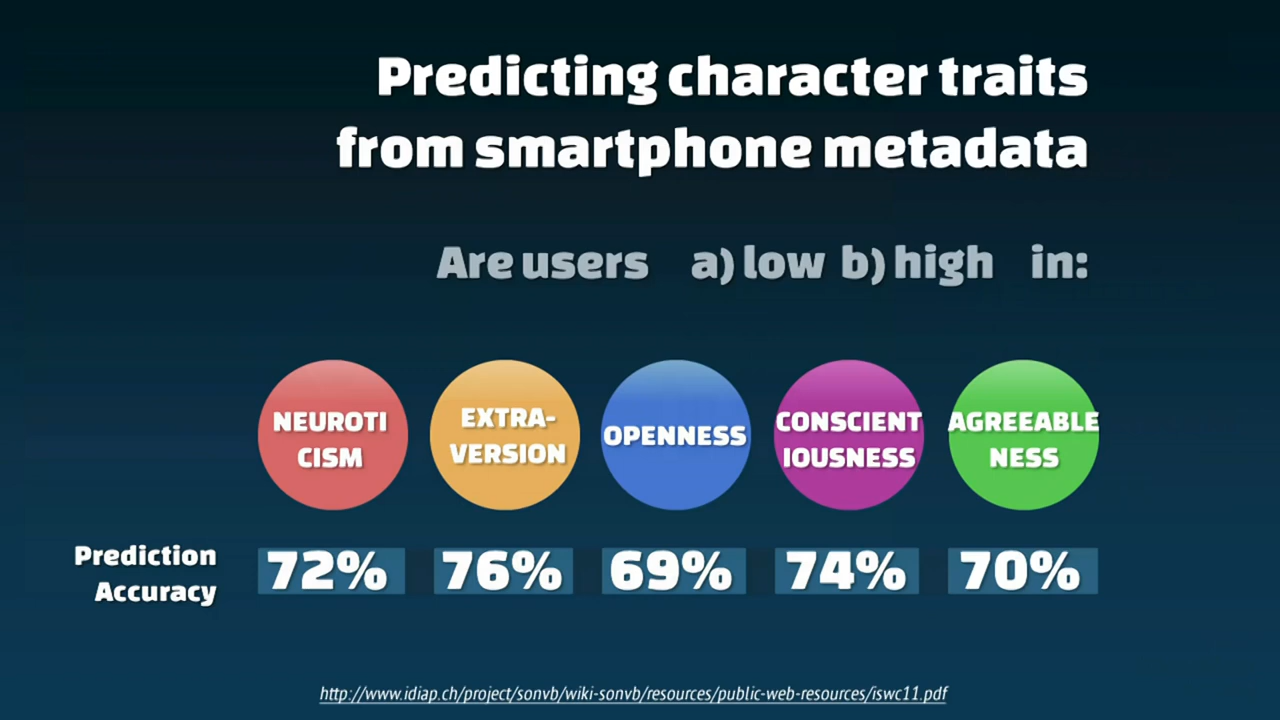 Predicting character traits
from smartphone metadata
Are users a) low b) high in:
NEUROTI
CISM
EXTRA-
VERSION
OPENNESS
CONSCIENT
IOUSNESS
AGREEABLE
NESS
Prediction
Accuracy
72% 76% 69% 74% 70%
http://www.idiap.ch/project/sonvb/wiki-sonvb/resources/public-web-resources/iswc11.pdf